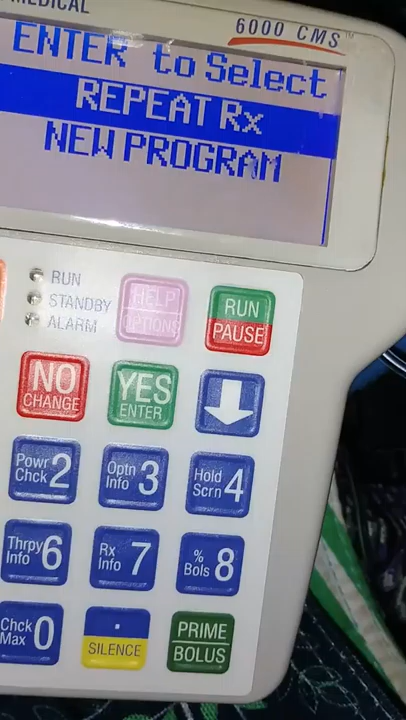 MEDICAL
6000 CMS™
ENTER to Select
REPEAT Rx
NEW PROGRAM
RUN
STANDBY
ALARM
HELP
OPTIONS
RUN
PAUSE
NO
CHANGE
YES
ENTER
Powr
Chck 2
Optn
Info 3
Hold
Scrn 4
Thrpy
Info 6
Rx
Info 7
%
Bols 8
Chck
Max 0
.
SILENCE
PRIME
BOLUS